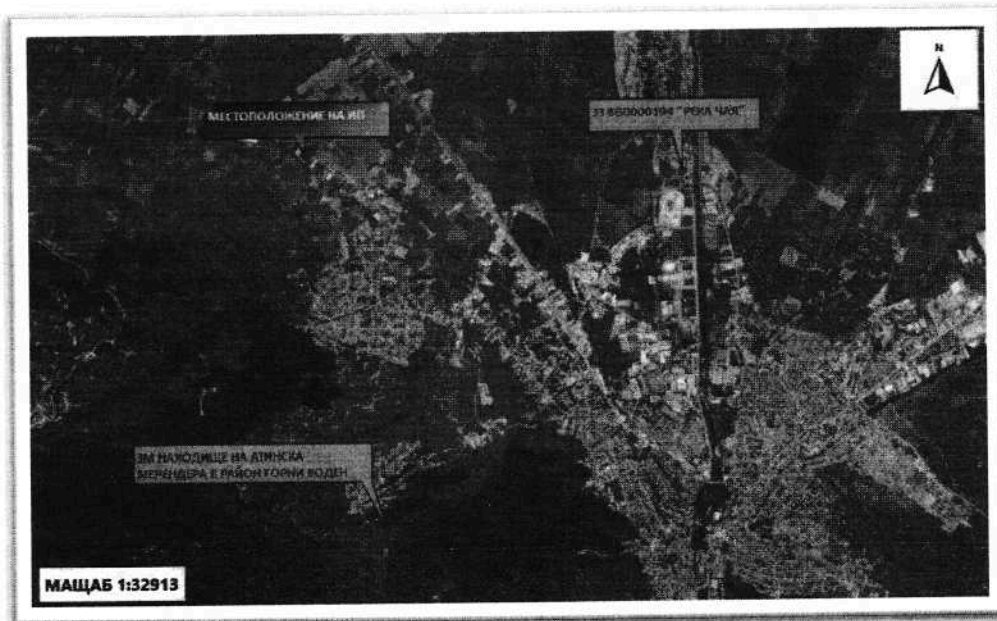 N
МЕСТОПОЛОЖЕНИЕ НА ИП
ЗЗ BG0000194 "РЕКА ЧАЯ"
ЗМ НАХОДИЩЕ НА АТИНСКА
МЕРЕНДЕРА В РАЙОН ГОРНИ ВОДЕН
МАЩАБ 1:32913